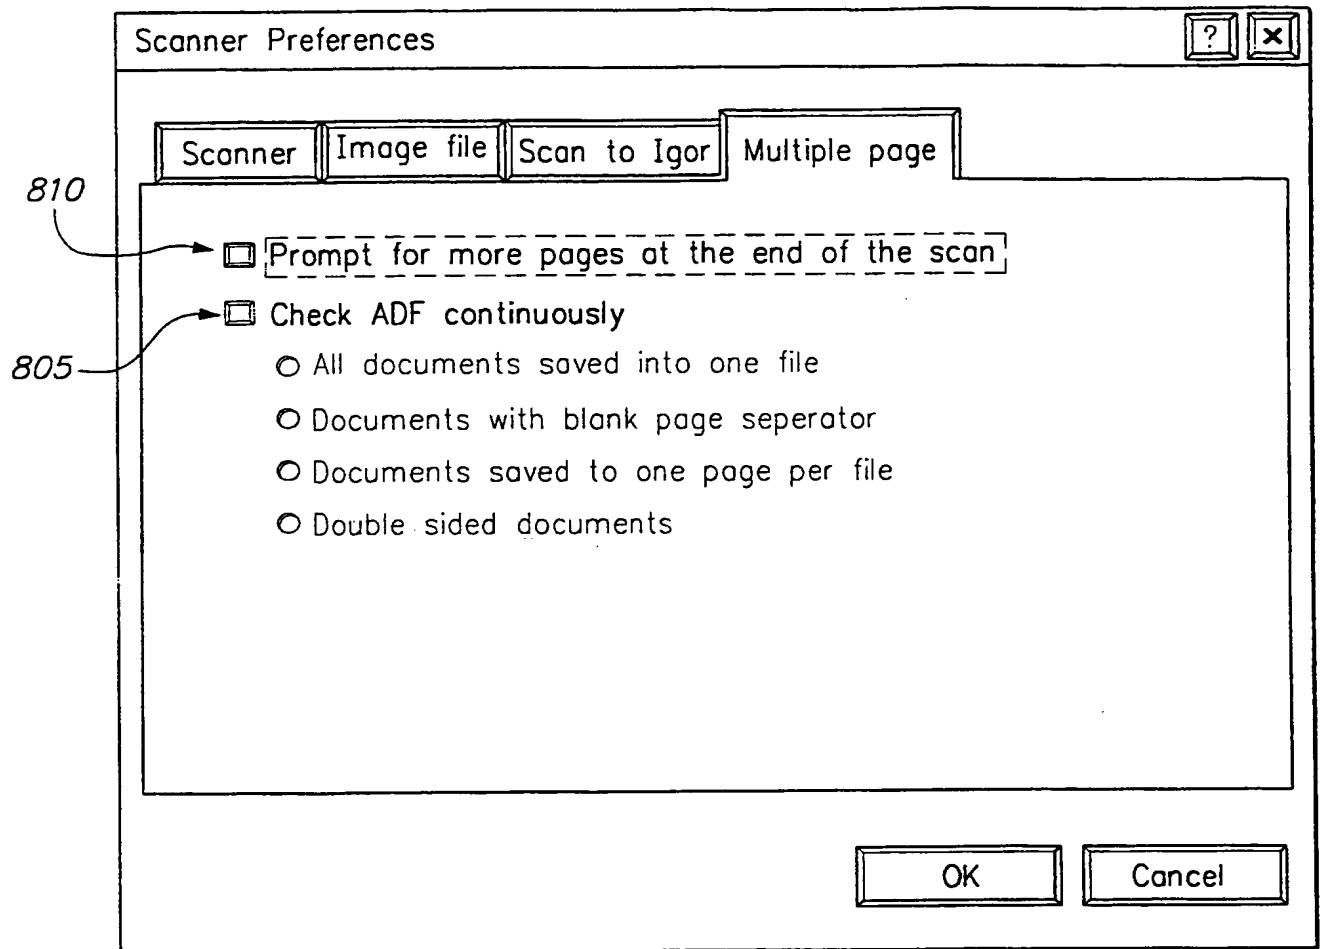 Scanner Preferences ? ×
Scanner Image file Scan to Igor Multiple page
810
Prompt for more pages at the end of the scan
Check ADF continuously
805
All documents saved into one file
Documents with blank page seperator
Documents saved to one page per file
Double sided documents
OK Cancel